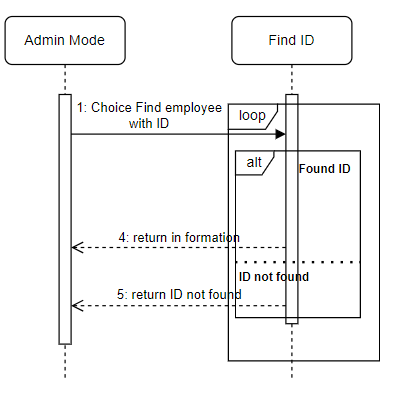 Admin Mode
Find ID
1: Choice Find employee
with ID
loop
alt
Found ID
4: return in formation
ID not found
5: return ID not found